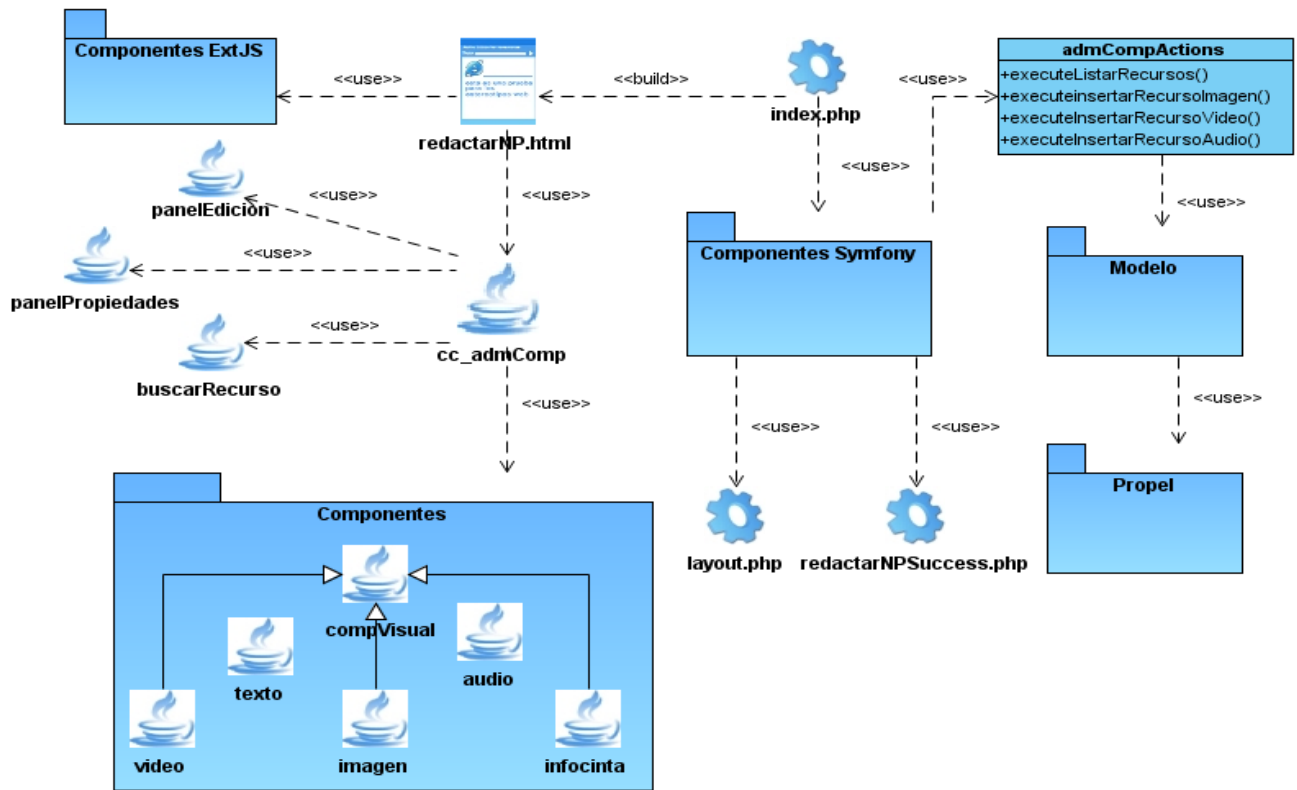 Componentes ExtJS
<<use>>
redactarNP.html
<<build>>
index.php
<<use>>
admCompActions
+executeListarRecursos()
+executeinsertarRecursoImagen()
+executeInsertarRecursoVideo()
+executeInsertarRecursoAudio()
<<use>>
panelEdición
<<use>>
<<use>>
<<use>>
panelPropiedades
<<use>>
cc_admComp
<<use>>
buscarRecurso
Componentes Symfony
Modelo
<<use>>
<<use>>
<<use>>
<<use>>
layout.php
redactarNPSuccess.php
Propel
Componentes
compVisual
texto
audio
video
imagen
infocinta